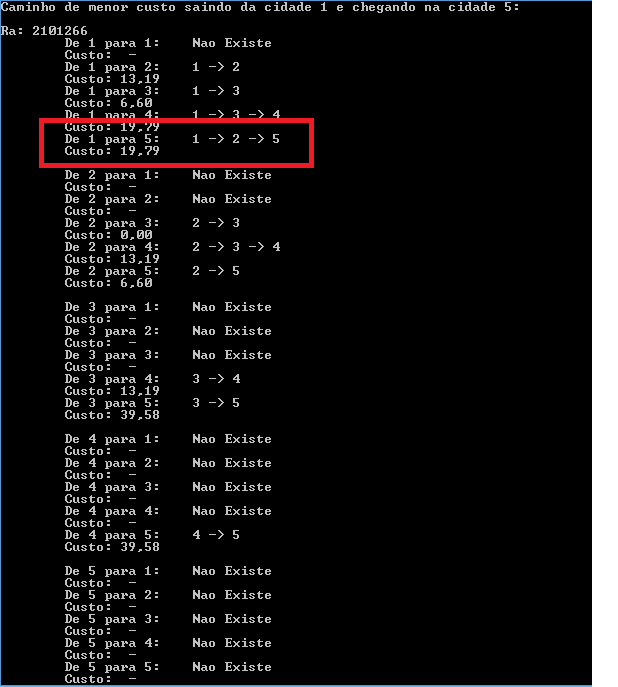 Caminho de menor custo saindo da cidade 1 e chegando na cidade 5:
Ra: 2101266
De 1 para 1: Nao Existe
Custo: -
De 1 para 2: 1 -> 2
Custo: 13,19
De 1 para 3: 1 -> 3
Custo: 6,60
De 1 para 4: 1 -> 3 -> 4
Custo: 19,79
De 1 para 5: 1 -> 2 -> 5
Custo: 19,79
De 2 para 1: Nao Existe
Custo: -
De 2 para 2: Nao Existe
Custo: -
De 2 para 3: 2 -> 3
Custo: 0,00
De 2 para 4: 2 -> 3 -> 4
Custo: 13,19
De 2 para 5: 2 -> 5
Custo: 6,60
De 3 para 1: Nao Existe
Custo: -
De 3 para 2: Nao Existe
Custo: -
De 3 para 3: Nao Existe
Custo: -
De 3 para 4: 3 -> 4
Custo: 13,19
De 3 para 5: 3 -> 5
Custo: 39,58
De 4 para 1: Nao Existe
Custo: -
De 4 para 2: Nao Existe
Custo: -
De 4 para 3: Nao Existe
Custo: -
De 4 para 4: Nao Existe
Custo: -
De 4 para 5: 4 -> 5
Custo: 39,58
De 5 para 1: Nao Existe
Custo: -
De 5 para 2: Nao Existe
Custo: -
De 5 para 3: Nao Existe
Custo: -
De 5 para 4: Nao Existe
Custo: -
De 5 para 5: Nao Existe
Custo: -